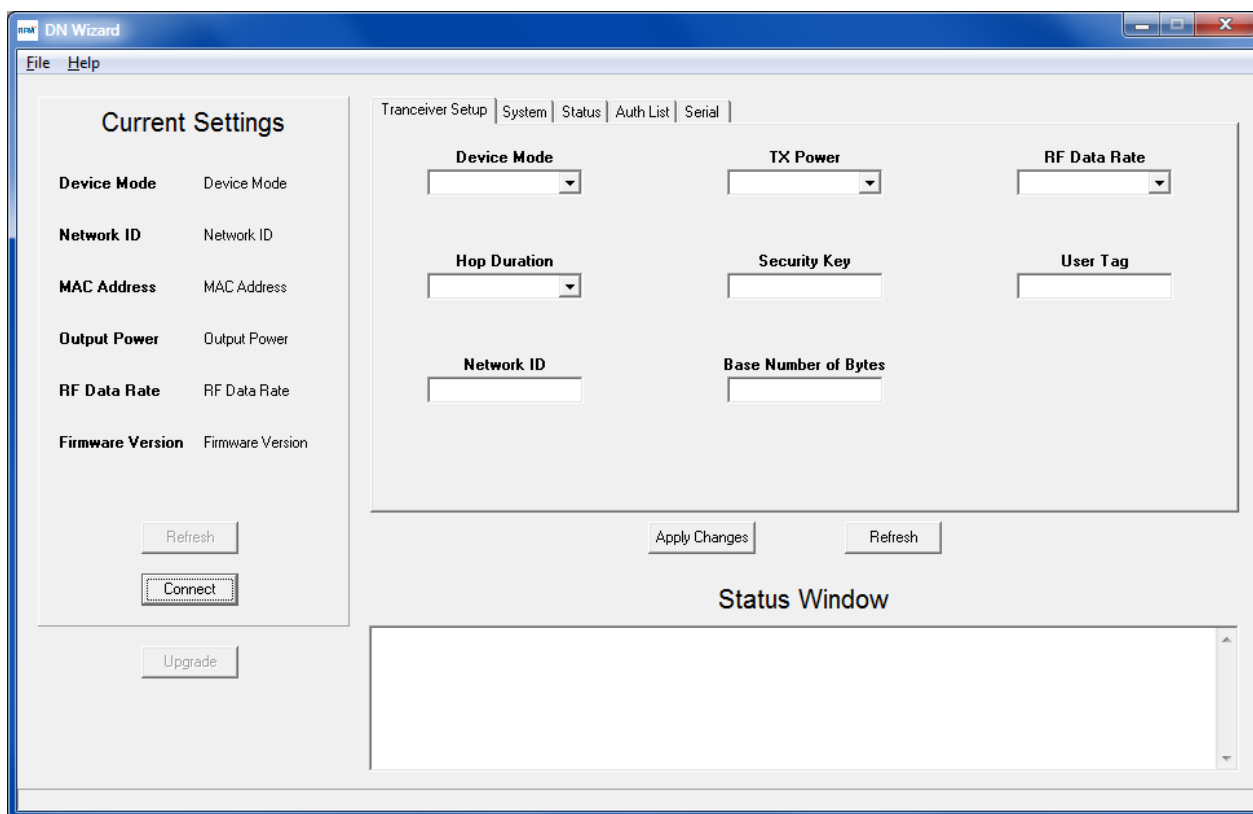 DN Wizard
File Help
Current Settings
Device Mode Device Mode
Network ID Network ID
MAC Address MAC Address
Output Power Output Power
RF Data Rate RF Data Rate
Firmware Version Firmware Version
Refresh
Connect
Upgrade
Tranceiver Setup System Status Auth List Serial
Device Mode TX Power RF Data Rate
Hop Duration Security Key User Tag
Network ID Base Number of Bytes
Apply Changes Refresh
Status Window